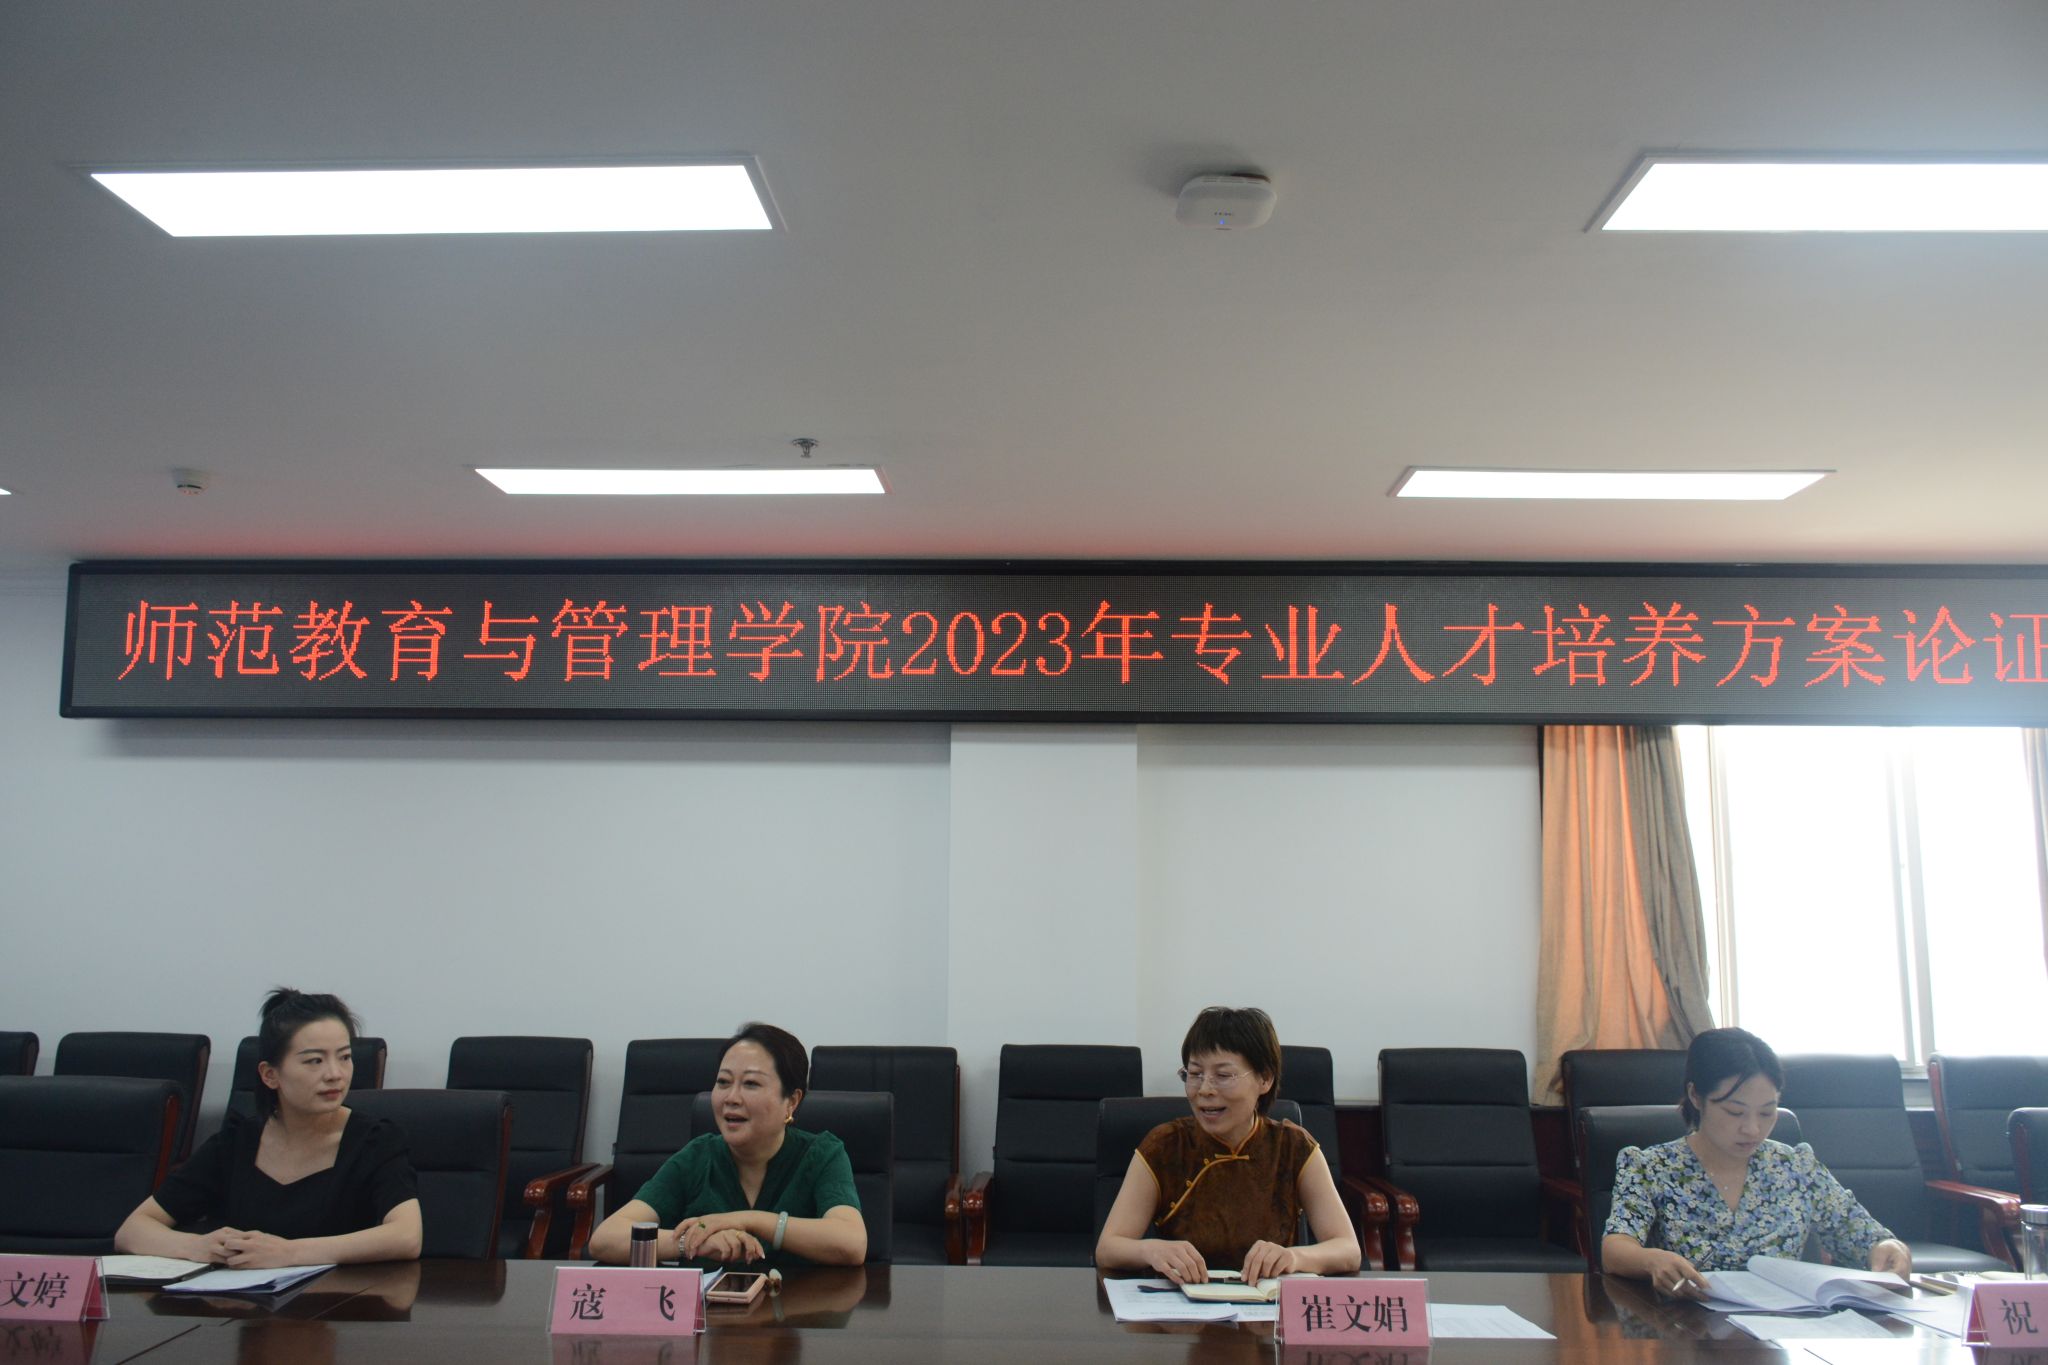 师范教育与管理学院2023年专业人才培养方案论证
文婷
寇 飞
崔文娟
祝